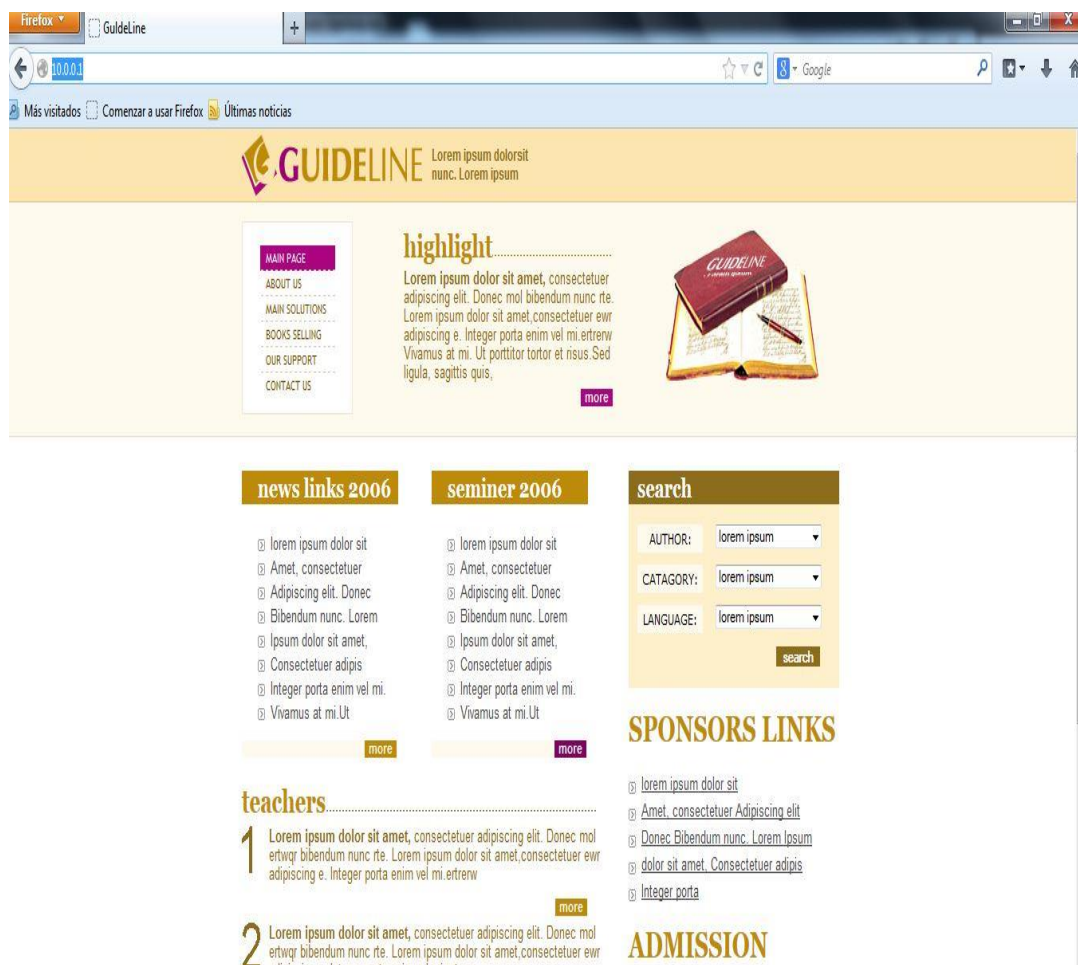 Firefox
GuIdeLine
10.0.0.1
Google
Más visitados
Comenzar a usar Firefox
Últimas noticias
GUIDELINE
Lorem ipsum dolorsit
nunc. Lorem ipsum
MAIN PAGE
ABOUT US
MAIN SOLUTIONS
BOOKS SELLING
OUR SUPPORT
CONTACT US
highlight
Lorem ipsum dolor sit amet, consectetuer
adipiscing elit. Donec mol bibendum nunc rte.
Lorem ipsum dolor sit amet,consectetuer ewr
adipiscing e. Integer porta enim vel mi.ertrerw
Vivamus at mi. Ut porttitor tortor et risus.Sed
ligula, sagittis quis,
more
GUIDELINE
Lorem ipsum
news links 2006
lorem ipsum dolor sit
Amet, consectetuer
Adipiscing elit. Donec
Bibendum nunc. Lorem
Ipsum dolor sit amet,
Consectetuer adipis
Integer porta enim vel mi.
Vivamus at mi.Ut
more
seminer 2006
lorem ipsum dolor sit
Amet, consectetuer
Adipiscing elit. Donec
Bibendum nunc. Lorem
Ipsum dolor sit amet,
Consectetuer adipis
Integer porta enim vel mi.
Vivamus at mi.Ut
more
search
AUTHOR: lorem ipsum
CATAGORY: lorem ipsum
LANGUAGE: lorem ipsum
search
teachers
1 Lorem ipsum dolor sit amet, consectetuer adipiscing elit. Donec mol
ertwqr bibendum nunc rte. Lorem ipsum dolor sit amet,consectetuer ewr
adipiscing e. Integer porta enim vel mi.ertrerw
more
2 Lorem ipsum dolor sit amet, consectetuer adipiscing elit. Donec mol
ertwqr bibendum nunc rte. Lorem ipsum dolor sit amet,consectetuer ewr
SPONSORS LINKS
lorem ipsum dolor sit
Amet, consectetuer Adipiscing elit
Donec Bibendum nunc. Lorem Ipsum
dolor sit amet, Consectetuer adipis
Integer porta
ADMISSION